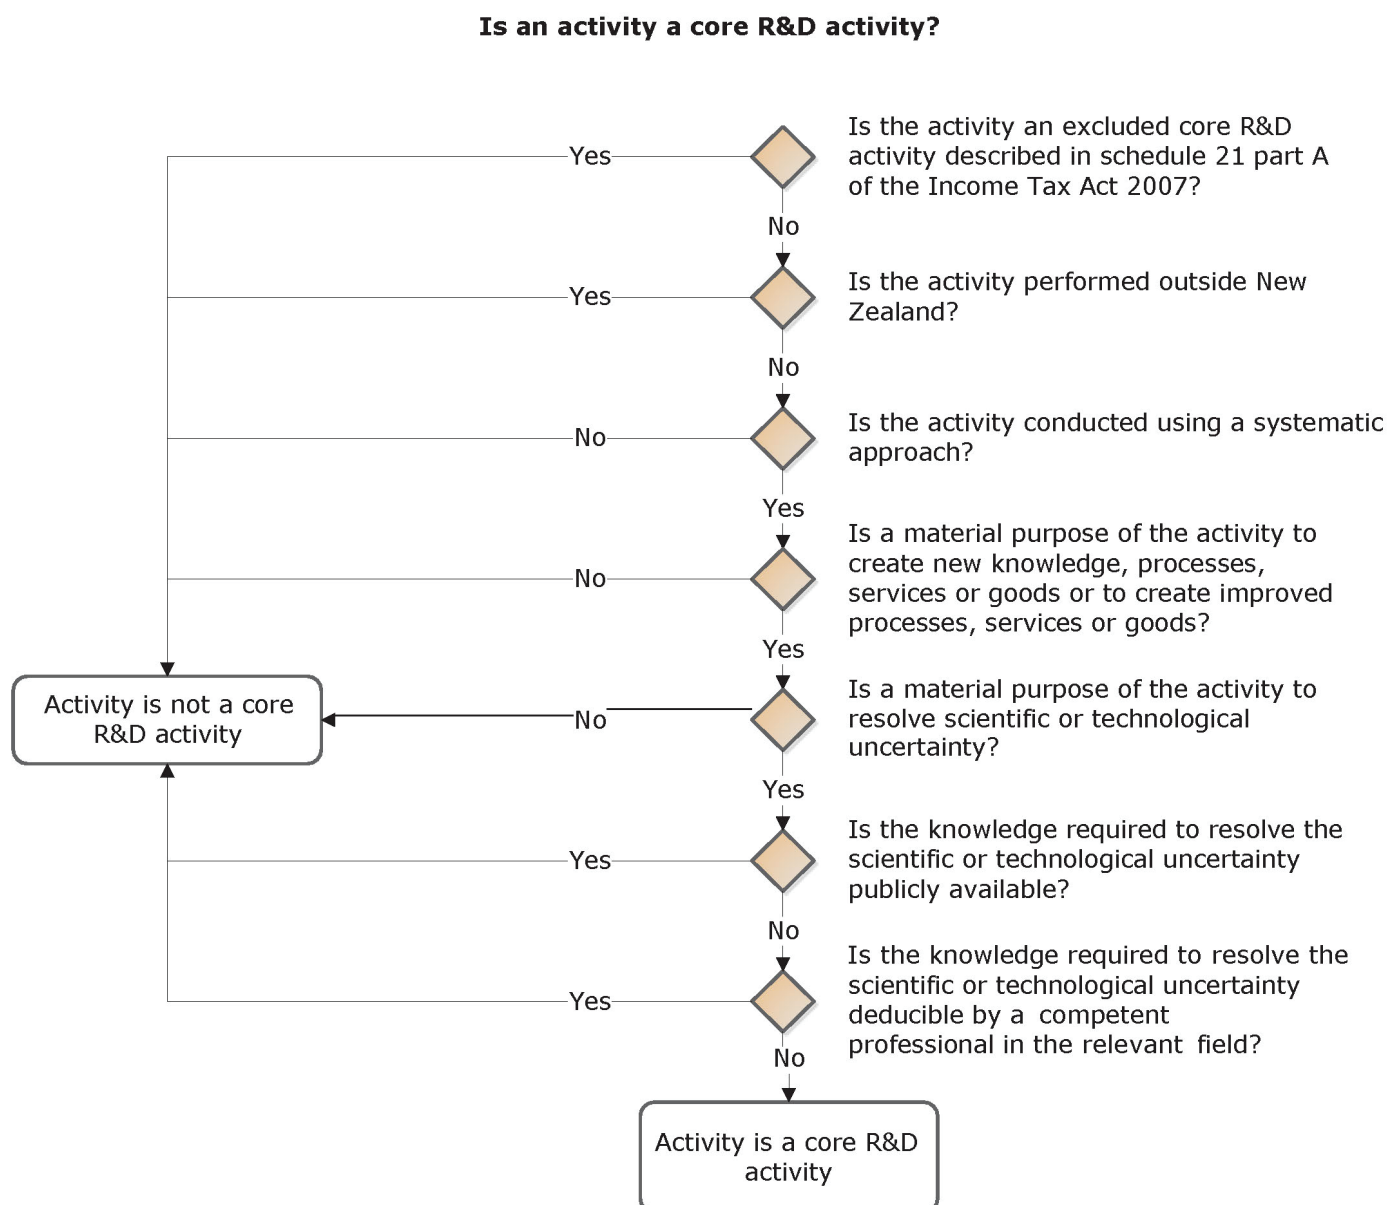 Is an activity a core R&D activity?
Is the activity an excluded core R&D
activity described in schedule 21 part A
of the Income Tax Act 2007?
Yes
No
Is the activity performed outside New
Zealand?
Yes
No
Is the activity conducted using a systematic
approach?
No
Yes
Is a material purpose of the activity to
create new knowledge, processes,
services or goods or to create improved
processes, services or goods?
No
Yes
Is a material purpose of the activity to
resolve scientific or technological
uncertainty?
No
Activity is not a core
R&D activity
Yes
Is the knowledge required to resolve the
scientific or technological uncertainty
publicly available?
Yes
No
Is the knowledge required to resolve the
scientific or technological uncertainty
deducible by a competent
professional in the relevant field?
Yes
No
Activity is a core R&D
activity